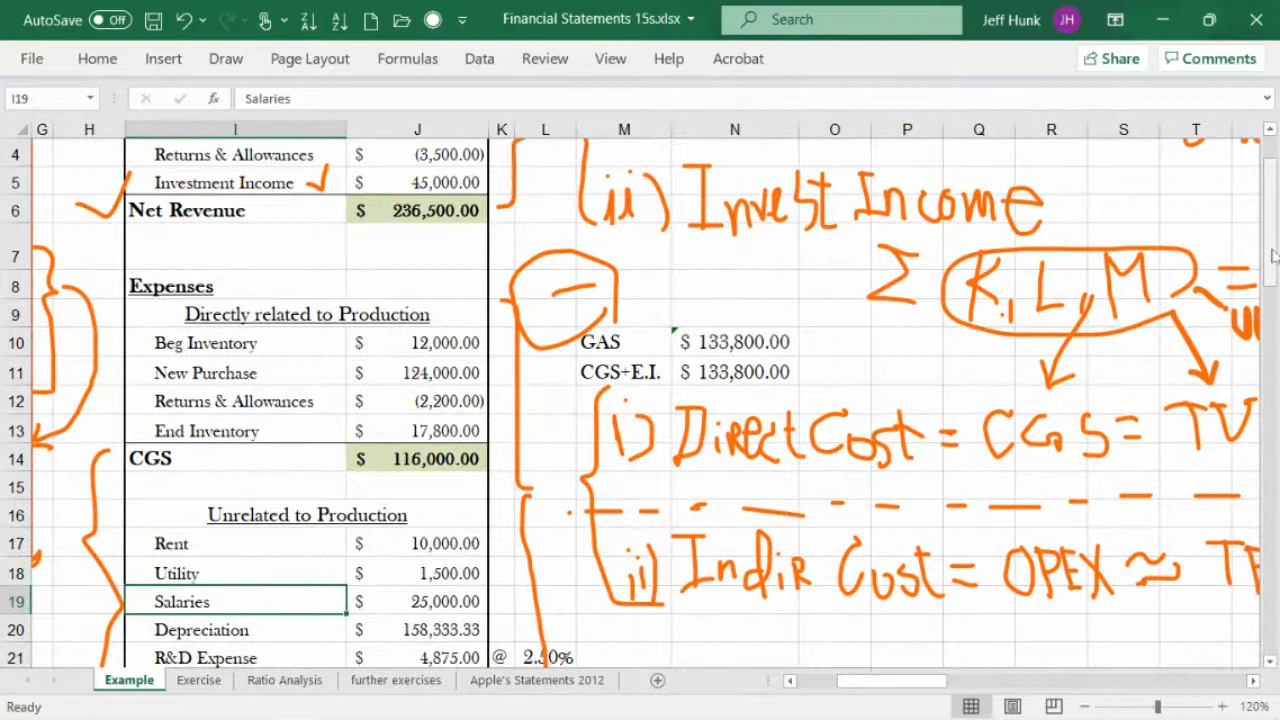 AutoSave Off Financial Statements 15s.xlsx Search Jeff Hunk JH
File Home Insert Draw Page Layout Formulas Data Review View Help Acrobat Share Comments
I19 fx Salaries
G H I J K L M N O P Q R S T
4 Returns & Allowances $ (3,500.00)
5 Investment Income $ 45,000.00
(ii) Invest Income
6 Net Revenue $ 236,500.00
7
Σ K, L, M =
8 Expenses
9 Directly related to Production
10 Beg Inventory $ 12,000.00 GAS $ 133,800.00
11 New Purchase $ 124,000.00 CGS+E.I. $ 133,800.00
12 Returns & Allowances $ (2,200.00)
13 End Inventory $ 17,800.00
i) Direct Cost = CGS = TV
14 CGS $ 116,000.00
15
16 Unrelated to Production
17 Rent $ 10,000.00
18 Utility $ 1,500.00
ii) Indir Cost = OPEX ≈ TF
19 Salaries $ 25,000.00
20 Depreciation $ 158,333.33
21 R&D Expense $ 4,875.00 @ 2.50%
Example Exercise Ratio Analysis further exercises Apple's Statements 2012
Ready 120%